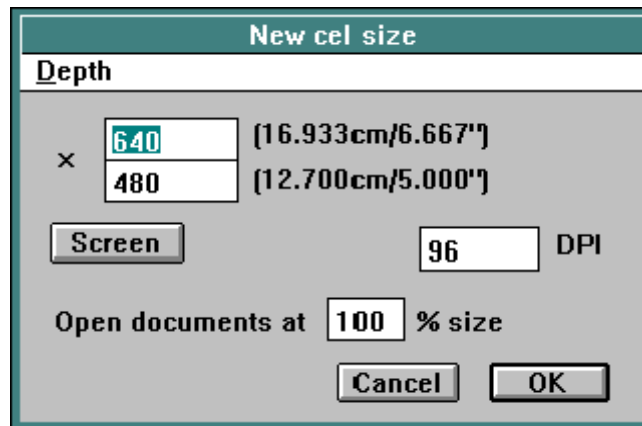 New cel size
Depth
× 640 (16.933cm/6.667")
480 (12.700cm/5.000")
Screen 96 DPI
Open documents at 100 % size
Cancel OK